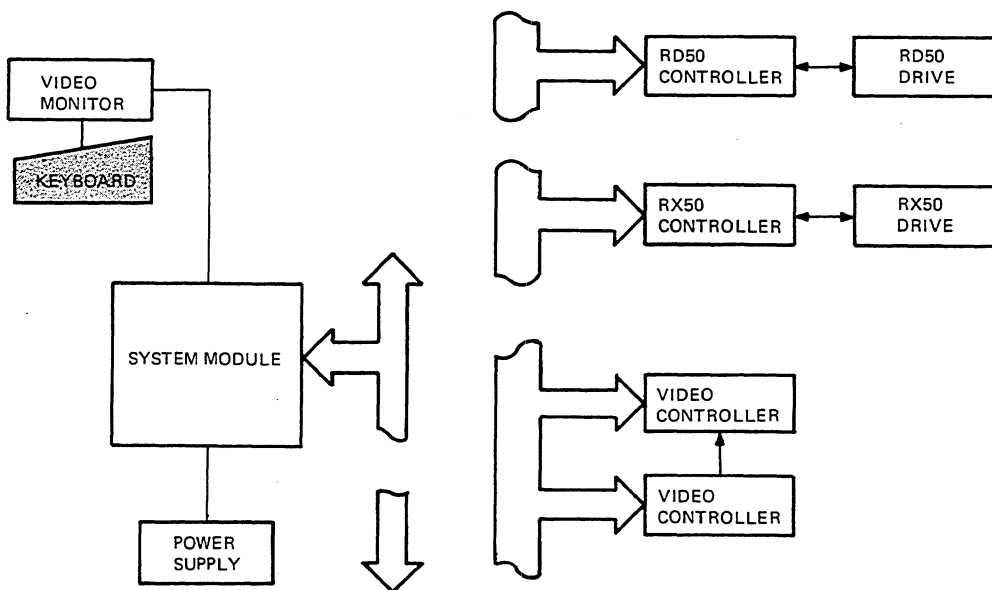 VIDEO
MONITOR
KEYBOARD
SYSTEM MODULE
POWER
SUPPLY
RD50
CONTROLLER
RD50
DRIVE
RX50
CONTROLLER
RX50
DRIVE
VIDEO
CONTROLLER
VIDEO
CONTROLLER